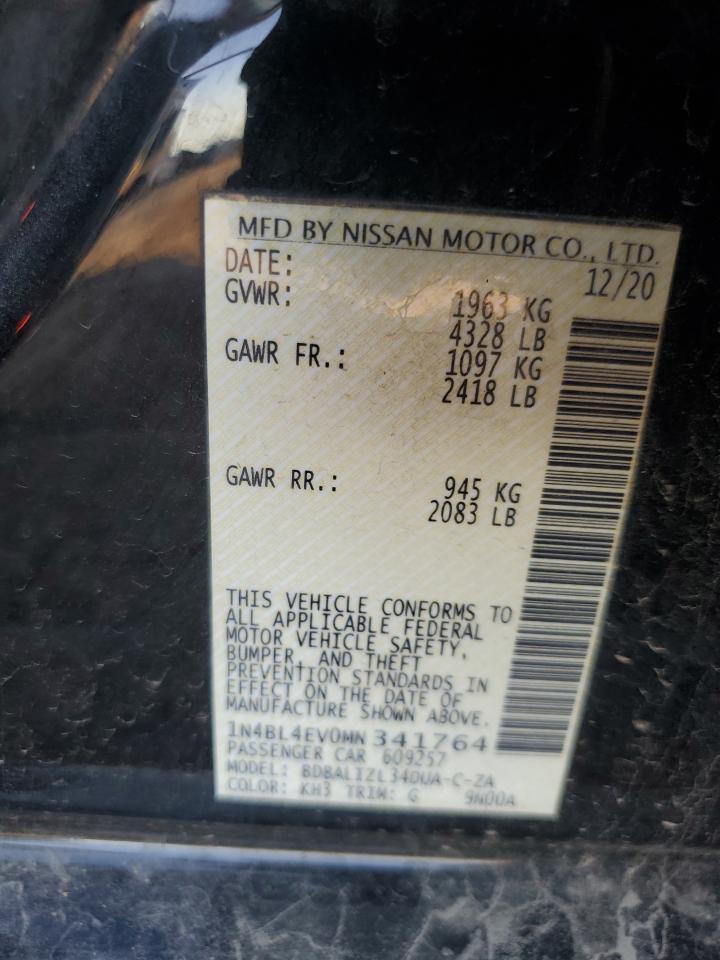 MFD BY NISSAN MOTOR CO., LTD.
DATE: 12/20
GVWR: 1963 KG
4328 LB
GAWR FR.: 1097 KG
2418 LB
GAWR RR.: 945 KG
2083 LB
THIS VEHICLE CONFORMS TO
ALL APPLICABLE FEDERAL
MOTOR VEHICLE SAFETY,
BUMPER, AND THEFT
PREVENTION STANDARDS IN
EFFECT ON THE DATE OF
MANUFACTURE SHOWN ABOVE.
1N4BL4EV0MN341764
PASSENGER CAR 609257
MODEL: BDBALIZL34DUA-C-ZA
COLOR: KH3 TRIM: G 9N00A